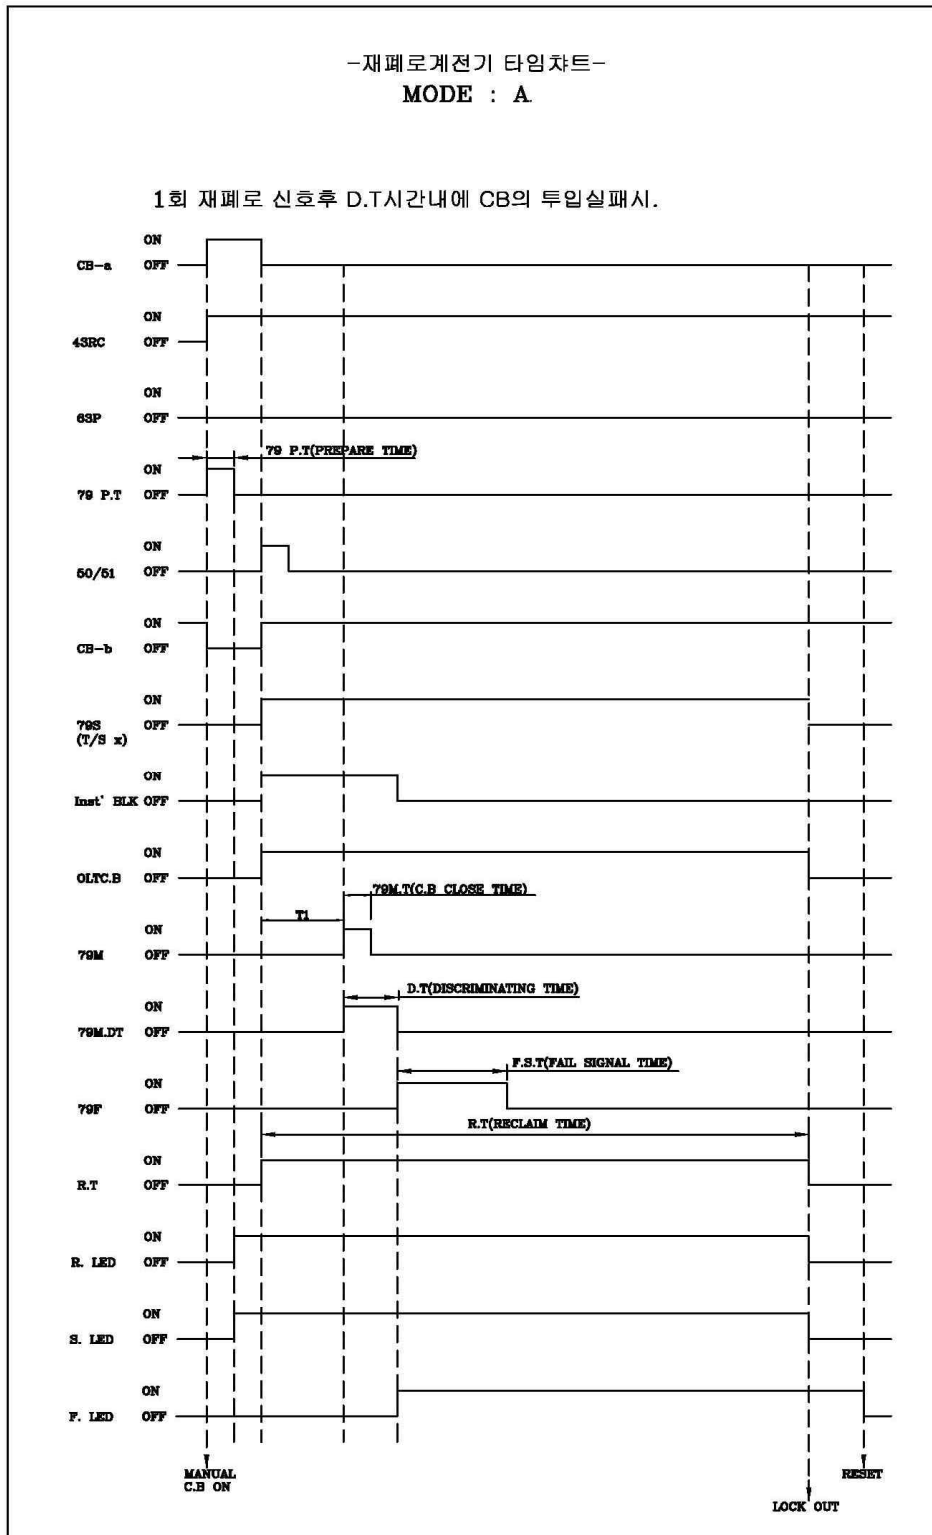 -재폐로계전기 타임챠트-
MODE : A.
1회 재폐로 신호후 D.T시간내에 CB의 투입실패시.
ON
CB-a OFF
ON
43RC OFF
ON
63P OFF
79 P.T(PREPARE TIME)
ON
79 P.T OFF
ON
50/51 OFF
ON
CB-b OFF
ON
79S OFF
(T/S x)
ON
Inst' BLK OFF
ON
OLTC.B OFF
79M.T(C.B CLOSE TIME)
T1
ON
79M OFF
D.T(DISCRIMINATING TIME)
ON
79M.DT OFF
F.S.T(FAIL SIGNAL TIME)
ON
79F OFF
R.T(RECLAIM TIME)
ON
R.T OFF
ON
R. LED OFF
ON
S. LED OFF
ON
F. LED OFF
MANUAL
C.B ON
RESET
LOCK OUT